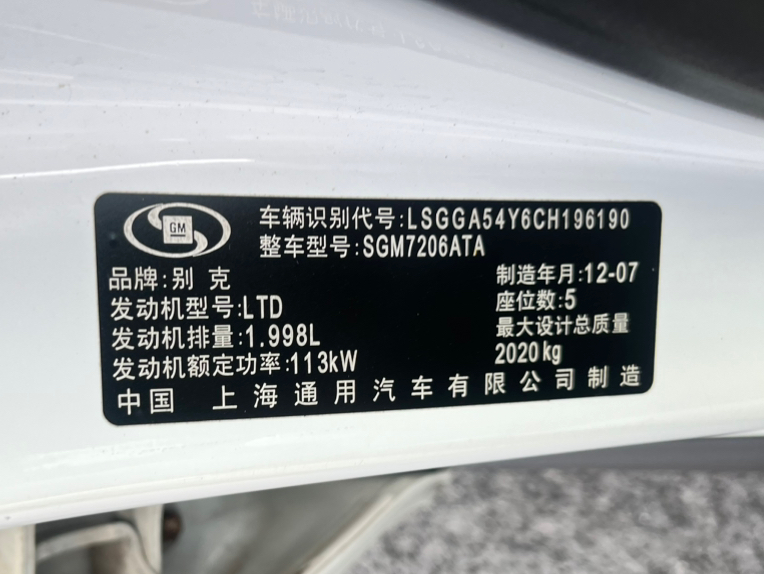 GM
车辆识别代号:LSGGA54Y6CH196190
整车型号:SGM7206ATA
品牌:别 克
制造年月:12-07
发动机型号:LTD
座位数:5
发动机排量:1.998L
最大设计总质量
2020kg
发动机额定功率:113kW
中国 上海通用汽车有限公司制造